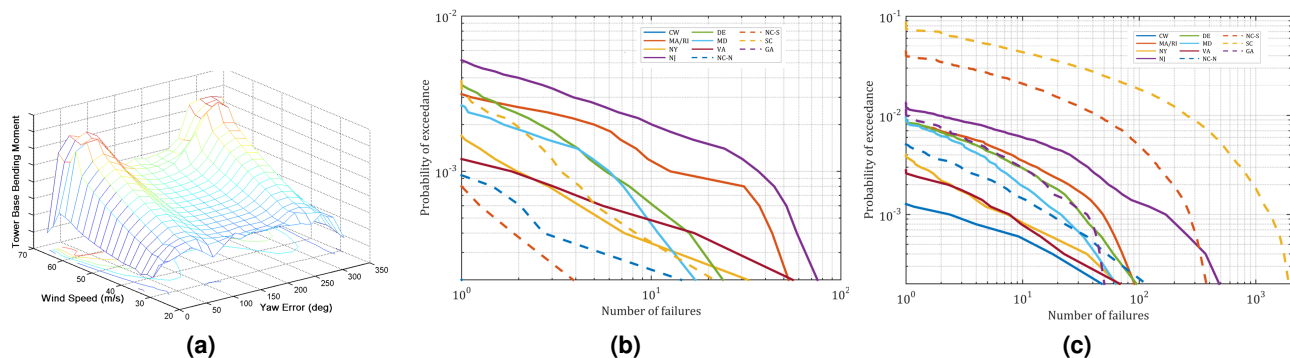 Tower Base Bending Moment
70
60
50
40
30
20
Wind Speed (m/s)
0
50
100
150
200
250
300
350
Yaw Error (deg)
(a)
10^-2
10^-3
Probability of exceedance
CW
MA/RI
NY
NJ
DE
MD
VA
NC-N
NC-S
SC
GA
10^0
10^1
10^2
Number of failures
(b)
10^-1
10^-2
10^-3
Probability of exceedance
CW
MA/RI
NY
NJ
DE
MD
VA
NC-N
NC-S
SC
GA
10^0
10^1
10^2
10^3
Number of failures
(c)